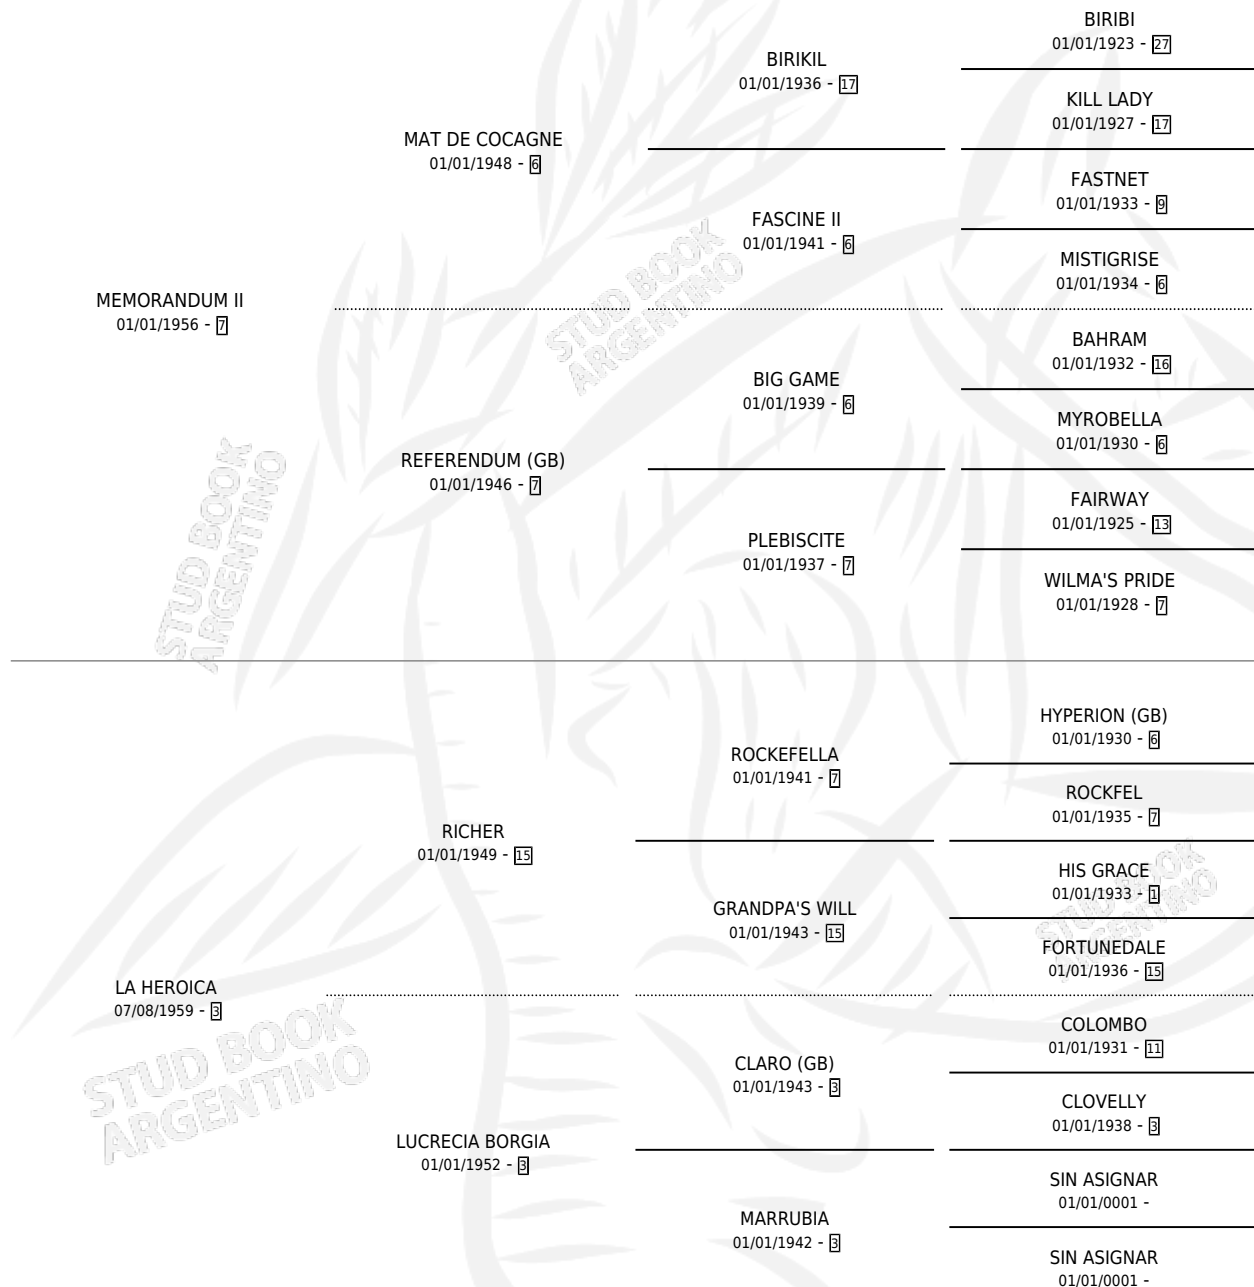 BIRIBI
01/01/1923 - 27
BIRIKIL
01/01/1936 - 17
KILL LADY
01/01/1927 - 17
MAT DE COCAGNE
01/01/1948 - 6
FASTNET
01/01/1933 - 9
FASCINE II
01/01/1941 - 6
MISTIGRISE
01/01/1934 - 6
MEMORANDUM II
01/01/1956 - 7
STUD BOOK
ARGENTINO
BAHRAM
01/01/1932 - 16
BIG GAME
01/01/1939 - 6
MYROBELLA
01/01/1930 - 6
REFERENDUM (GB)
01/01/1946 - 7
FAIRWAY
01/01/1925 - 13
PLEBISCITE
01/01/1937 - 7
WILMA'S PRIDE
01/01/1928 - 7
STUD BOOK
ARGENTINO
HYPERION (GB)
01/01/1930 - 6
ROCKEFELLA
01/01/1941 - 7
ROCKFEL
01/01/1935 - 7
RICHER
01/01/1949 - 15
HIS GRACE
01/01/1933 - 1
GRANDPA'S WILL
01/01/1943 - 15
FORTUNEDALE
01/01/1936 - 15
STUD BOOK
ARGENTINO
LA HEROICA
07/08/1959 - 3
COLOMBO
01/01/1931 - 11
CLARO (GB)
01/01/1943 - 3
CLOVELLY
01/01/1938 - 3
STUD BOOK
ARGENTINO
LUCRECIA BORGIA
01/01/1952 - 3
SIN ASIGNAR
01/01/0001 -
MARRUBIA
01/01/1942 - 3
SIN ASIGNAR
01/01/0001 -